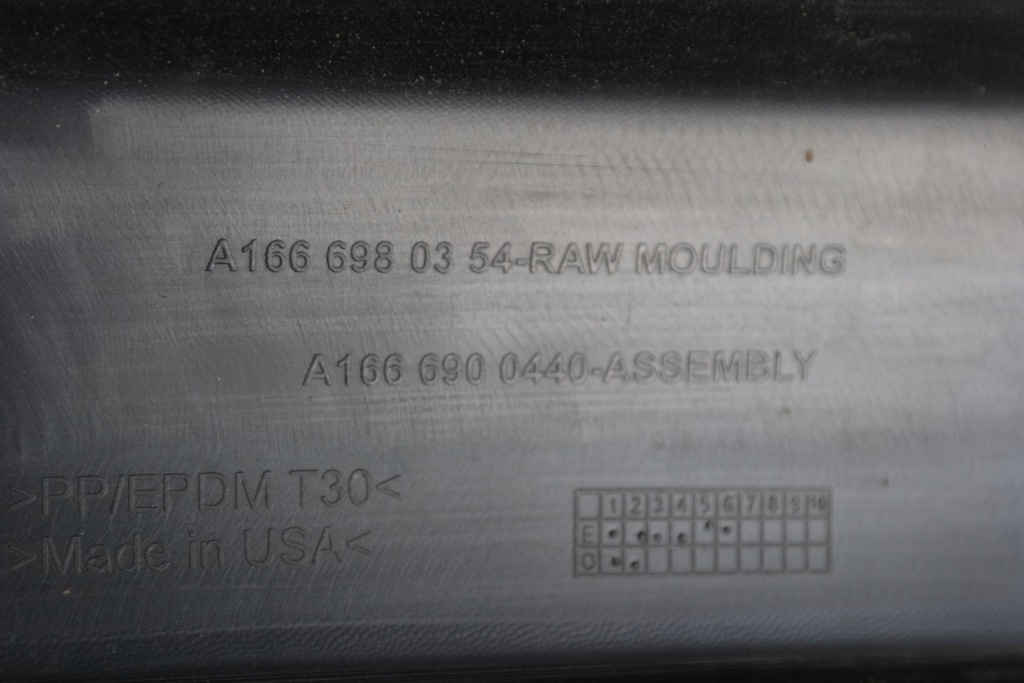 A166 698 03 54-RAW MOULDING
A166 690 0440-ASSEMBLY
>PP/EPDM T30<
>Made in USA<
1 2 3 4 5 6 7 8 9 10
E
O